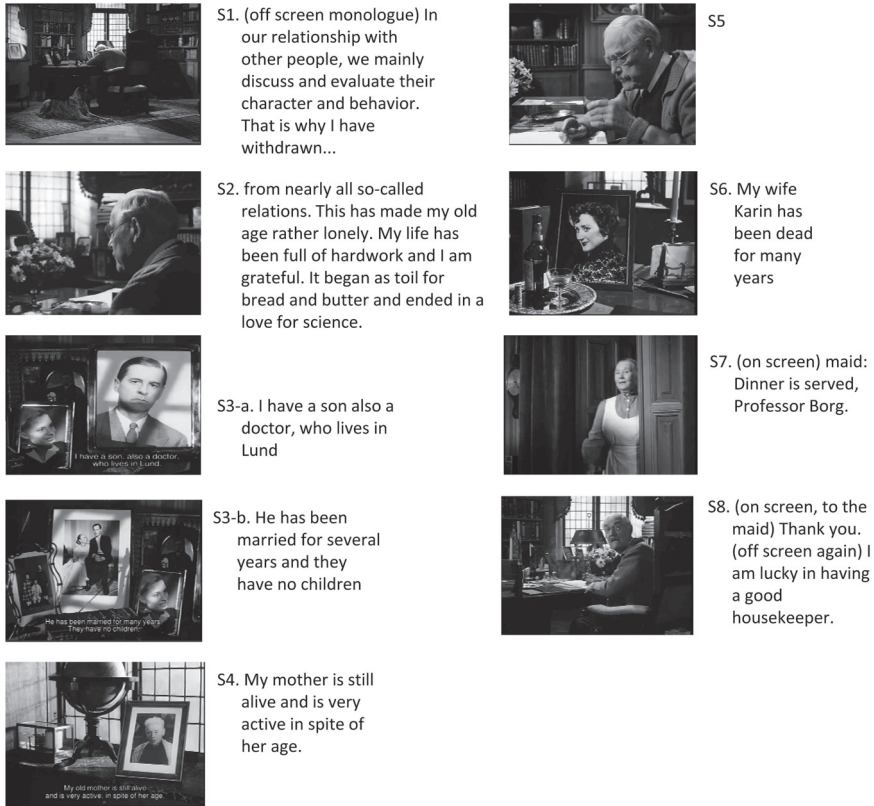 S1. (off screen monologue) In
our relationship with
other people, we mainly
discuss and evaluate their
character and behavior.
That is why I have
withdrawn...
S2. from nearly all so-called
relations. This has made my old
age rather lonely. My life has
been full of hardwork and I am
grateful. It began as toil for
bread and butter and ended in a
love for science.
I have a son, also a doctor,
who lives in Lund.
S3-a. I have a son also a
doctor, who lives in
Lund
He has been married for many years
They have no children.
S3-b. He has been
married for several
years and they
have no children
My old mother is still alive
and is very active, in spite of her age.
S4. My mother is still
alive and is very
active in spite of
her age.
S5
S6. My wife
Karin has
been dead
for many
years
S7. (on screen) maid:
Dinner is served,
Professor Borg.
S8. (on screen, to the
maid) Thank you.
(off screen again) I
am lucky in having
a good
housekeeper.